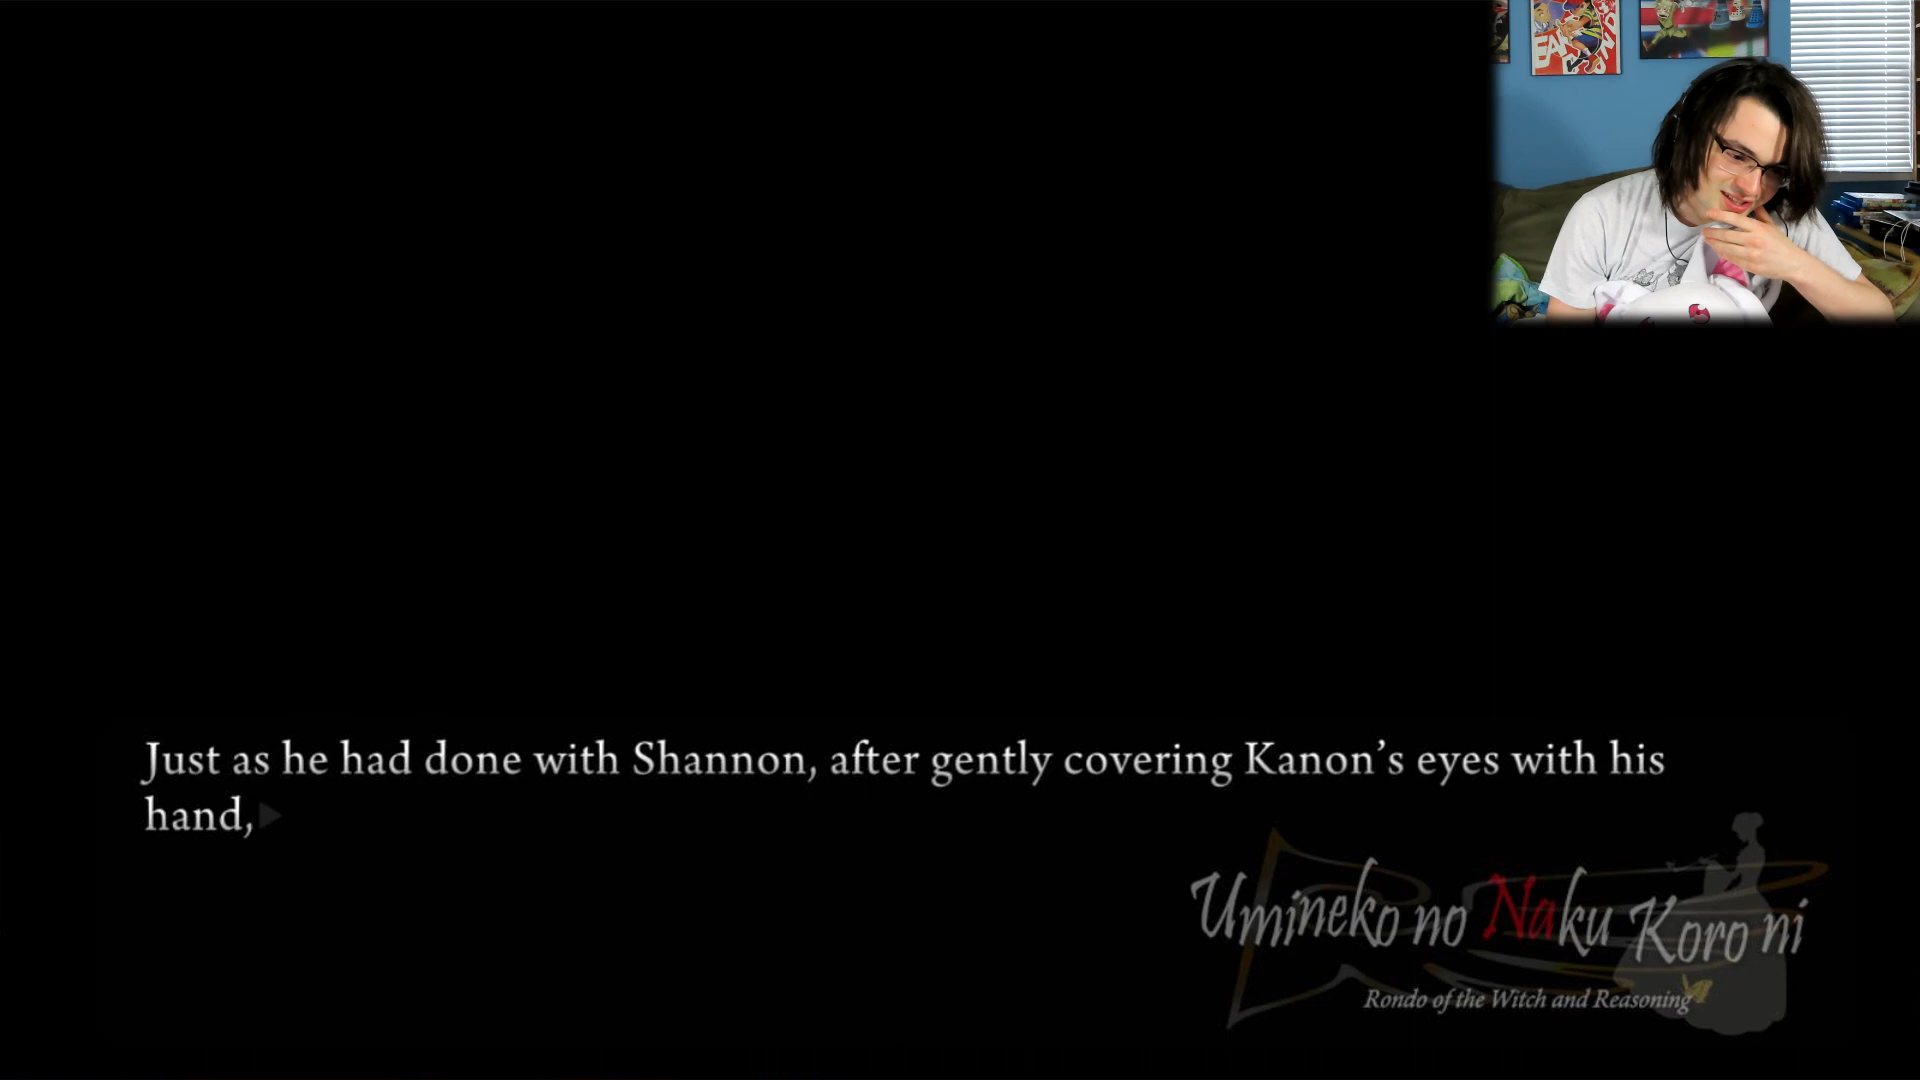 Just as he had done with Shannon, after gently covering Kanon’s eyes with his
hand,
Umineko no Naku Koro ni
Rondo of the Witch and Reasoning